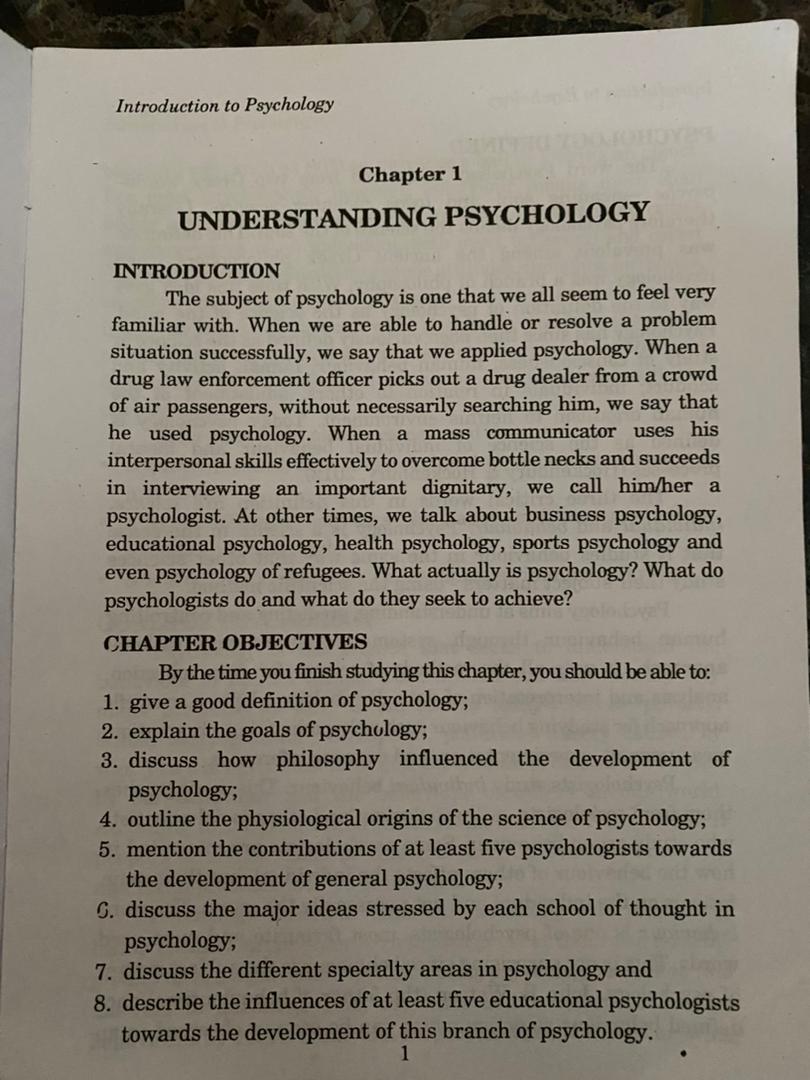 Introduction to Psychology
Chapter 1
UNDERSTANDING PSYCHOLOGY
INTRODUCTION
The subject of psychology is one that we all seem to feel very
familiar with. When we are able to handle or resolve a problem
situation successfully, we say that we applied psychology. When a
drug law enforcement officer picks out a drug dealer from a crowd
of air passengers, without necessarily searching him, we say that
he used psychology. When a mass communicator uses his
interpersonal skills effectively to overcome bottle necks and succeeds
in interviewing an important dignitary, we call him/her a
psychologist. At other times, we talk about business psychology,
educational psychology, health psychology, sports psychology and
even psychology of refugees. What actually is psychology? What do
psychologists do and what do they seek to achieve?
CHAPTER OBJECTIVES
By the time you finish studying this chapter, you should be able to:
1. give a good definition of psychology;
2. explain the goals of psychology;
3. discuss how philosophy influenced the development of
psychology;
4. outline the physiological origins of the science of psychology;
5. mention the contributions of at least five psychologists towards
the development of general psychology;
6. discuss the major ideas stressed by each school of thought in
psychology;
7. discuss the different specialty areas in psychology and
8. describe the influences of at least five educational psychologists
towards the development of this branch of psychology.
1